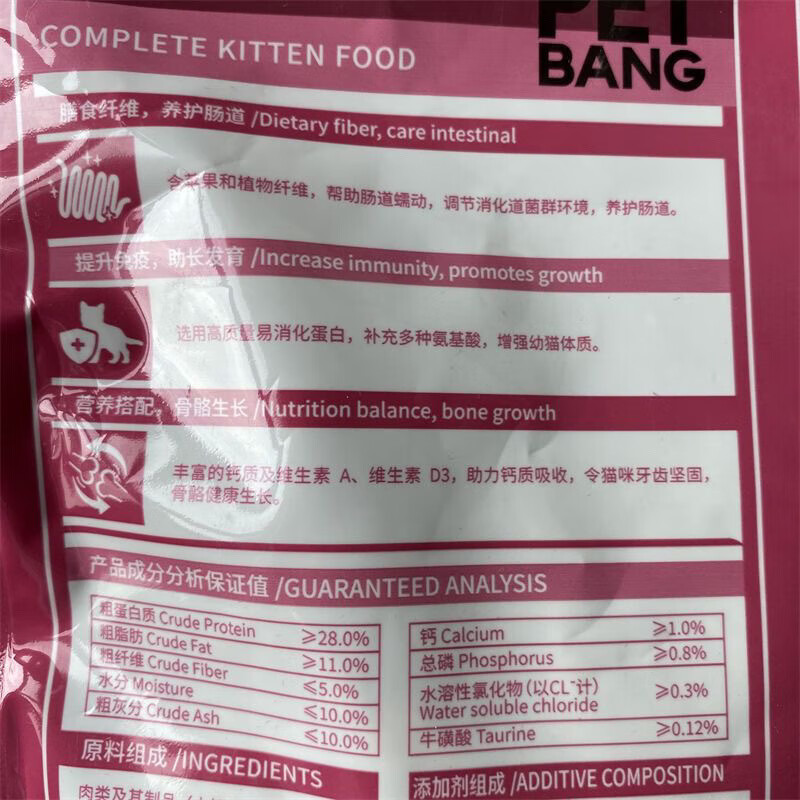 COMPLETE KITTEN FOOD
PET
BANG
膳食纤维，养护肠道 /Dietary fiber, care intestinal
含苹果和植物纤维，帮助肠道蠕动，调节消化道菌群环境，养护肠道。
提升免疫，助长发育 /Increase immunity, promotes growth
选用高质量易消化蛋白，补充多种氨基酸，增强幼猫体质。
营养搭配，骨骼生长 /Nutrition balance, bone growth
丰富的钙质及维生素 A、维生素 D3，助力钙质吸收，令猫咪牙齿坚固，
骨骼健康生长。
产品成分分析保证值 /GUARANTEED ANALYSIS
粗蛋白质 Crude Protein ≥28.0%
粗脂肪 Crude Fat ≥11.0%
粗纤维 Crude Fiber ≤5.0%
水分 Moisture ≤10.0%
粗灰分 Crude Ash ≤10.0%
钙 Calcium ≥1.0%
总磷 Phosphorus ≥0.8%
水溶性氯化物（以CL⁻计） ≥0.3%
Water soluble chloride
牛磺酸 Taurine ≥0.12%
原料组成 /INGREDIENTS
添加剂组成 /ADDITIVE COMPOSITION
肉类及其制品